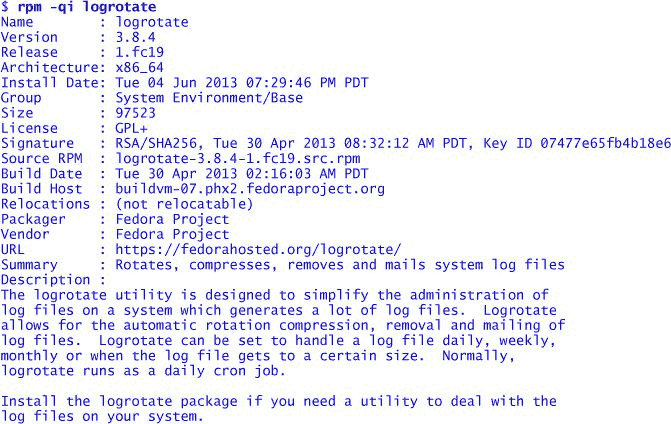 $ rpm -qi logrotate
Name        : logrotate
Version     : 3.8.4
Release     : 1.fc19
Architecture: x86_64
Install Date: Tue 04 Jun 2013 07:29:46 PM PDT
Group       : System Environment/Base
Size        : 97523
License     : GPL+
Signature   : RSA/SHA256, Tue 30 Apr 2013 08:32:12 AM PDT, Key ID 07477e65fb4b18e6
Source RPM  : logrotate-3.8.4-1.fc19.src.rpm
Build Date  : Tue 30 Apr 2013 02:16:03 AM PDT
Build Host  : buildvm-07.phx2.fedoraproject.org
Relocations : (not relocatable)
Packager    : Fedora Project
Vendor      : Fedora Project
URL         : https://fedorahosted.org/logrotate/
Summary     : Rotates, compresses, removes and mails system log files
Description :
The logrotate utility is designed to simplify the administration of
log files on a system which generates a lot of log files.  Logrotate
allows for the automatic rotation compression, removal and mailing of
log files.  Logrotate can be set to handle a log file daily, weekly,
monthly or when the log file gets to a certain size.  Normally,
logrotate runs as a daily cron job.

Install the logrotate package if you need a utility to deal with the
log files on your system.